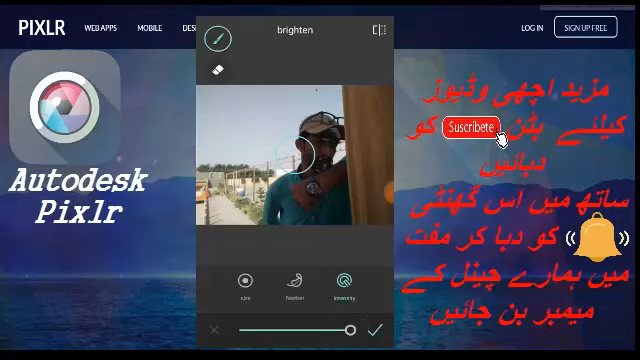 PIXLR
WEB APPS
MOBILE
LOG IN
SIGN UP FREE
brighten
مزید اچھی وڈیوز
کیلئے Suscribete بٹن کو
دبائیں
ساتھ میں اس گھنٹی
کو دبا کر مفت
میں ہمارے چینل کے
میمبر بن جائیں
Autodesk
Pixlr
size
feather
intensity